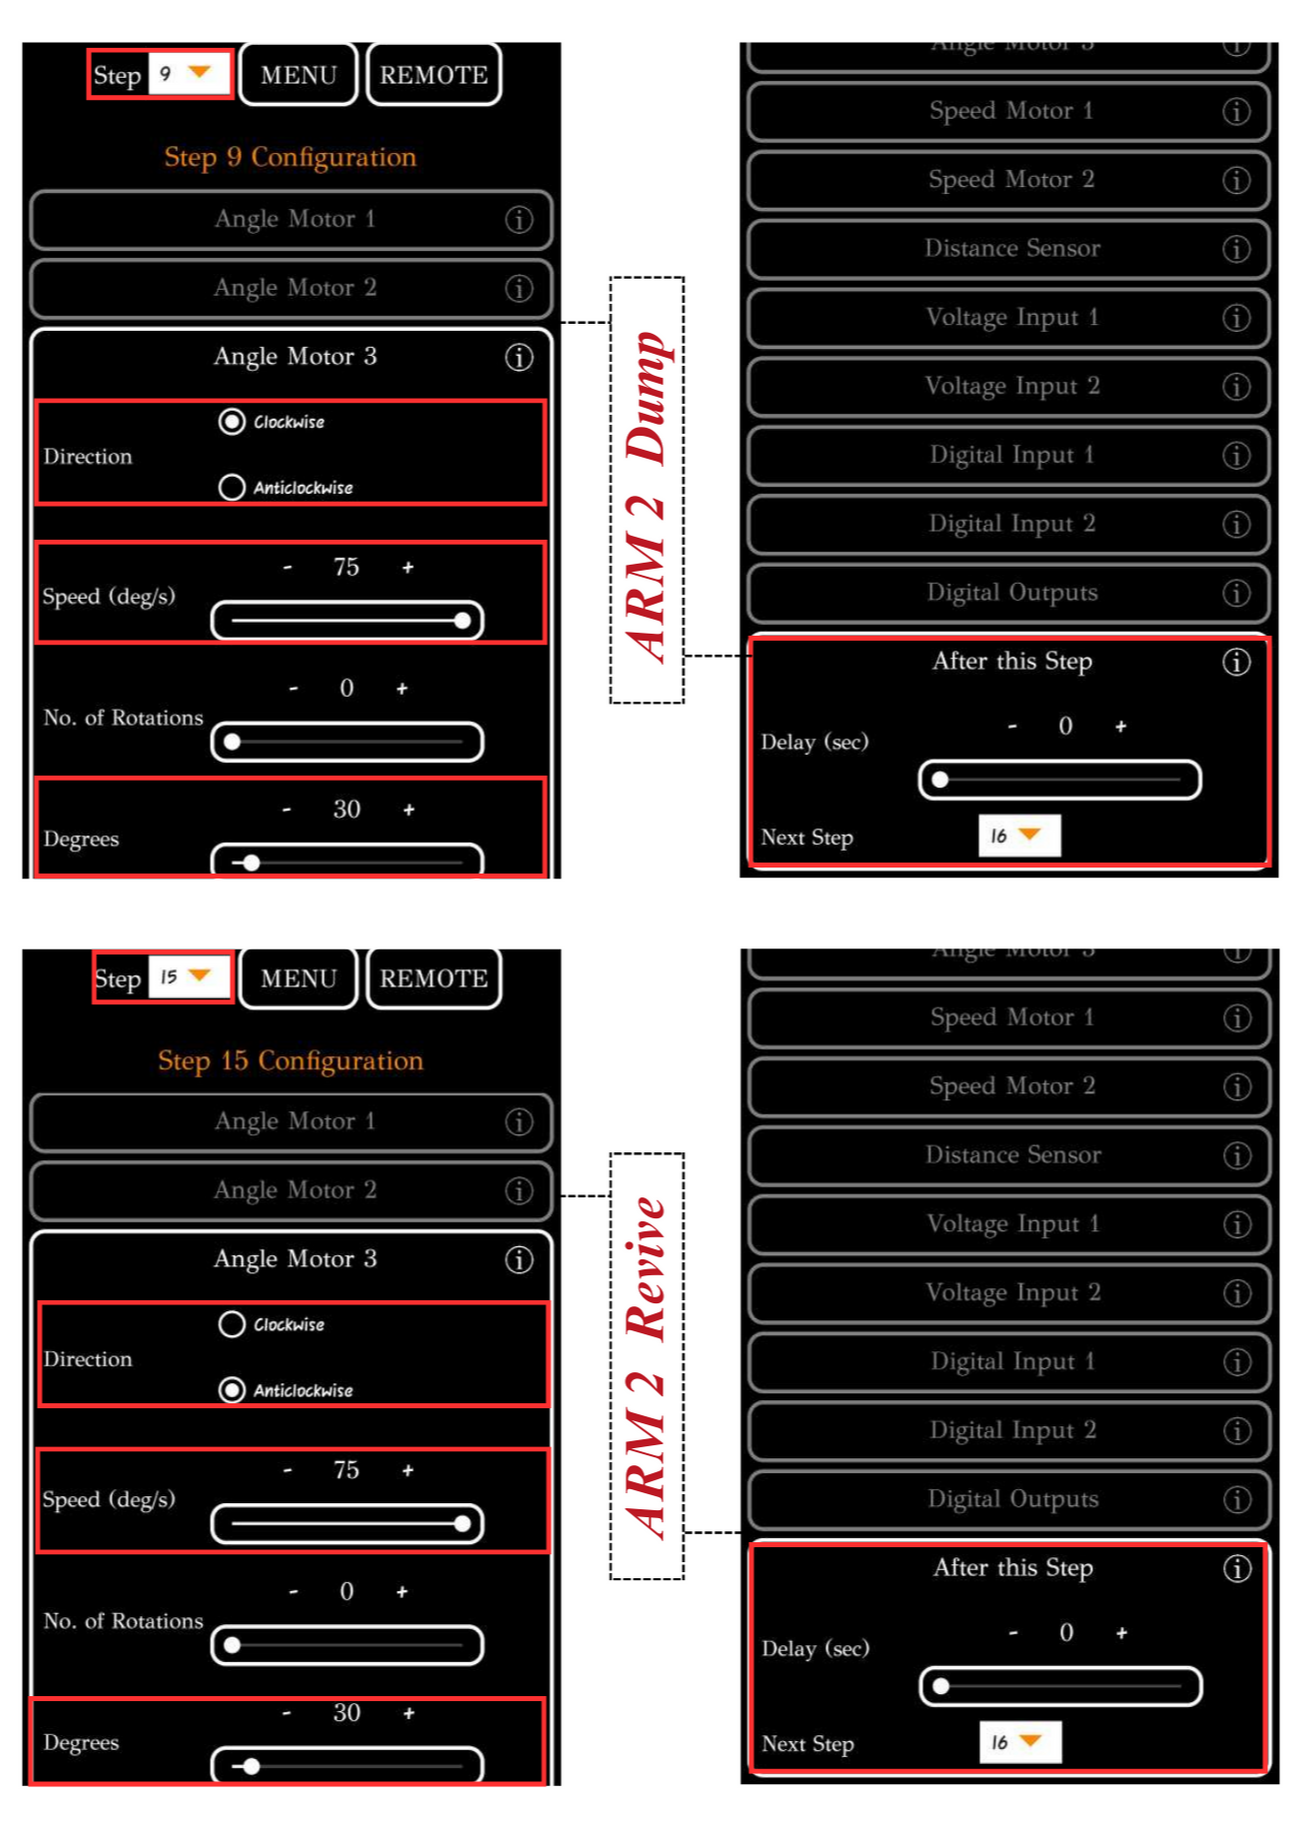 Step 9 MENU REMOTE
Step 9 Configuration
Angle Motor 1
Angle Motor 2
Angle Motor 3
Clockwise
Direction
Anticlockwise
- 75 +
Speed (deg/s)
- 0 +
No. of Rotations
- 30 +
Degrees
ARM 2 Dump
Angle Motor 3
Speed Motor 1
Speed Motor 2
Distance Sensor
Voltage Input 1
Voltage Input 2
Digital Input 1
Digital Input 2
Digital Outputs
After this Step
- 0 +
Delay (sec)
Next Step 16
Step 15 MENU REMOTE
Step 15 Configuration
Angle Motor 1
Angle Motor 2
Angle Motor 3
Clockwise
Direction
Anticlockwise
- 75 +
Speed (deg/s)
- 0 +
No. of Rotations
- 30 +
Degrees
ARM 2 Revive
Angle Motor 3
Speed Motor 1
Speed Motor 2
Distance Sensor
Voltage Input 1
Voltage Input 2
Digital Input 1
Digital Input 2
Digital Outputs
After this Step
- 0 +
Delay (sec)
Next Step 16